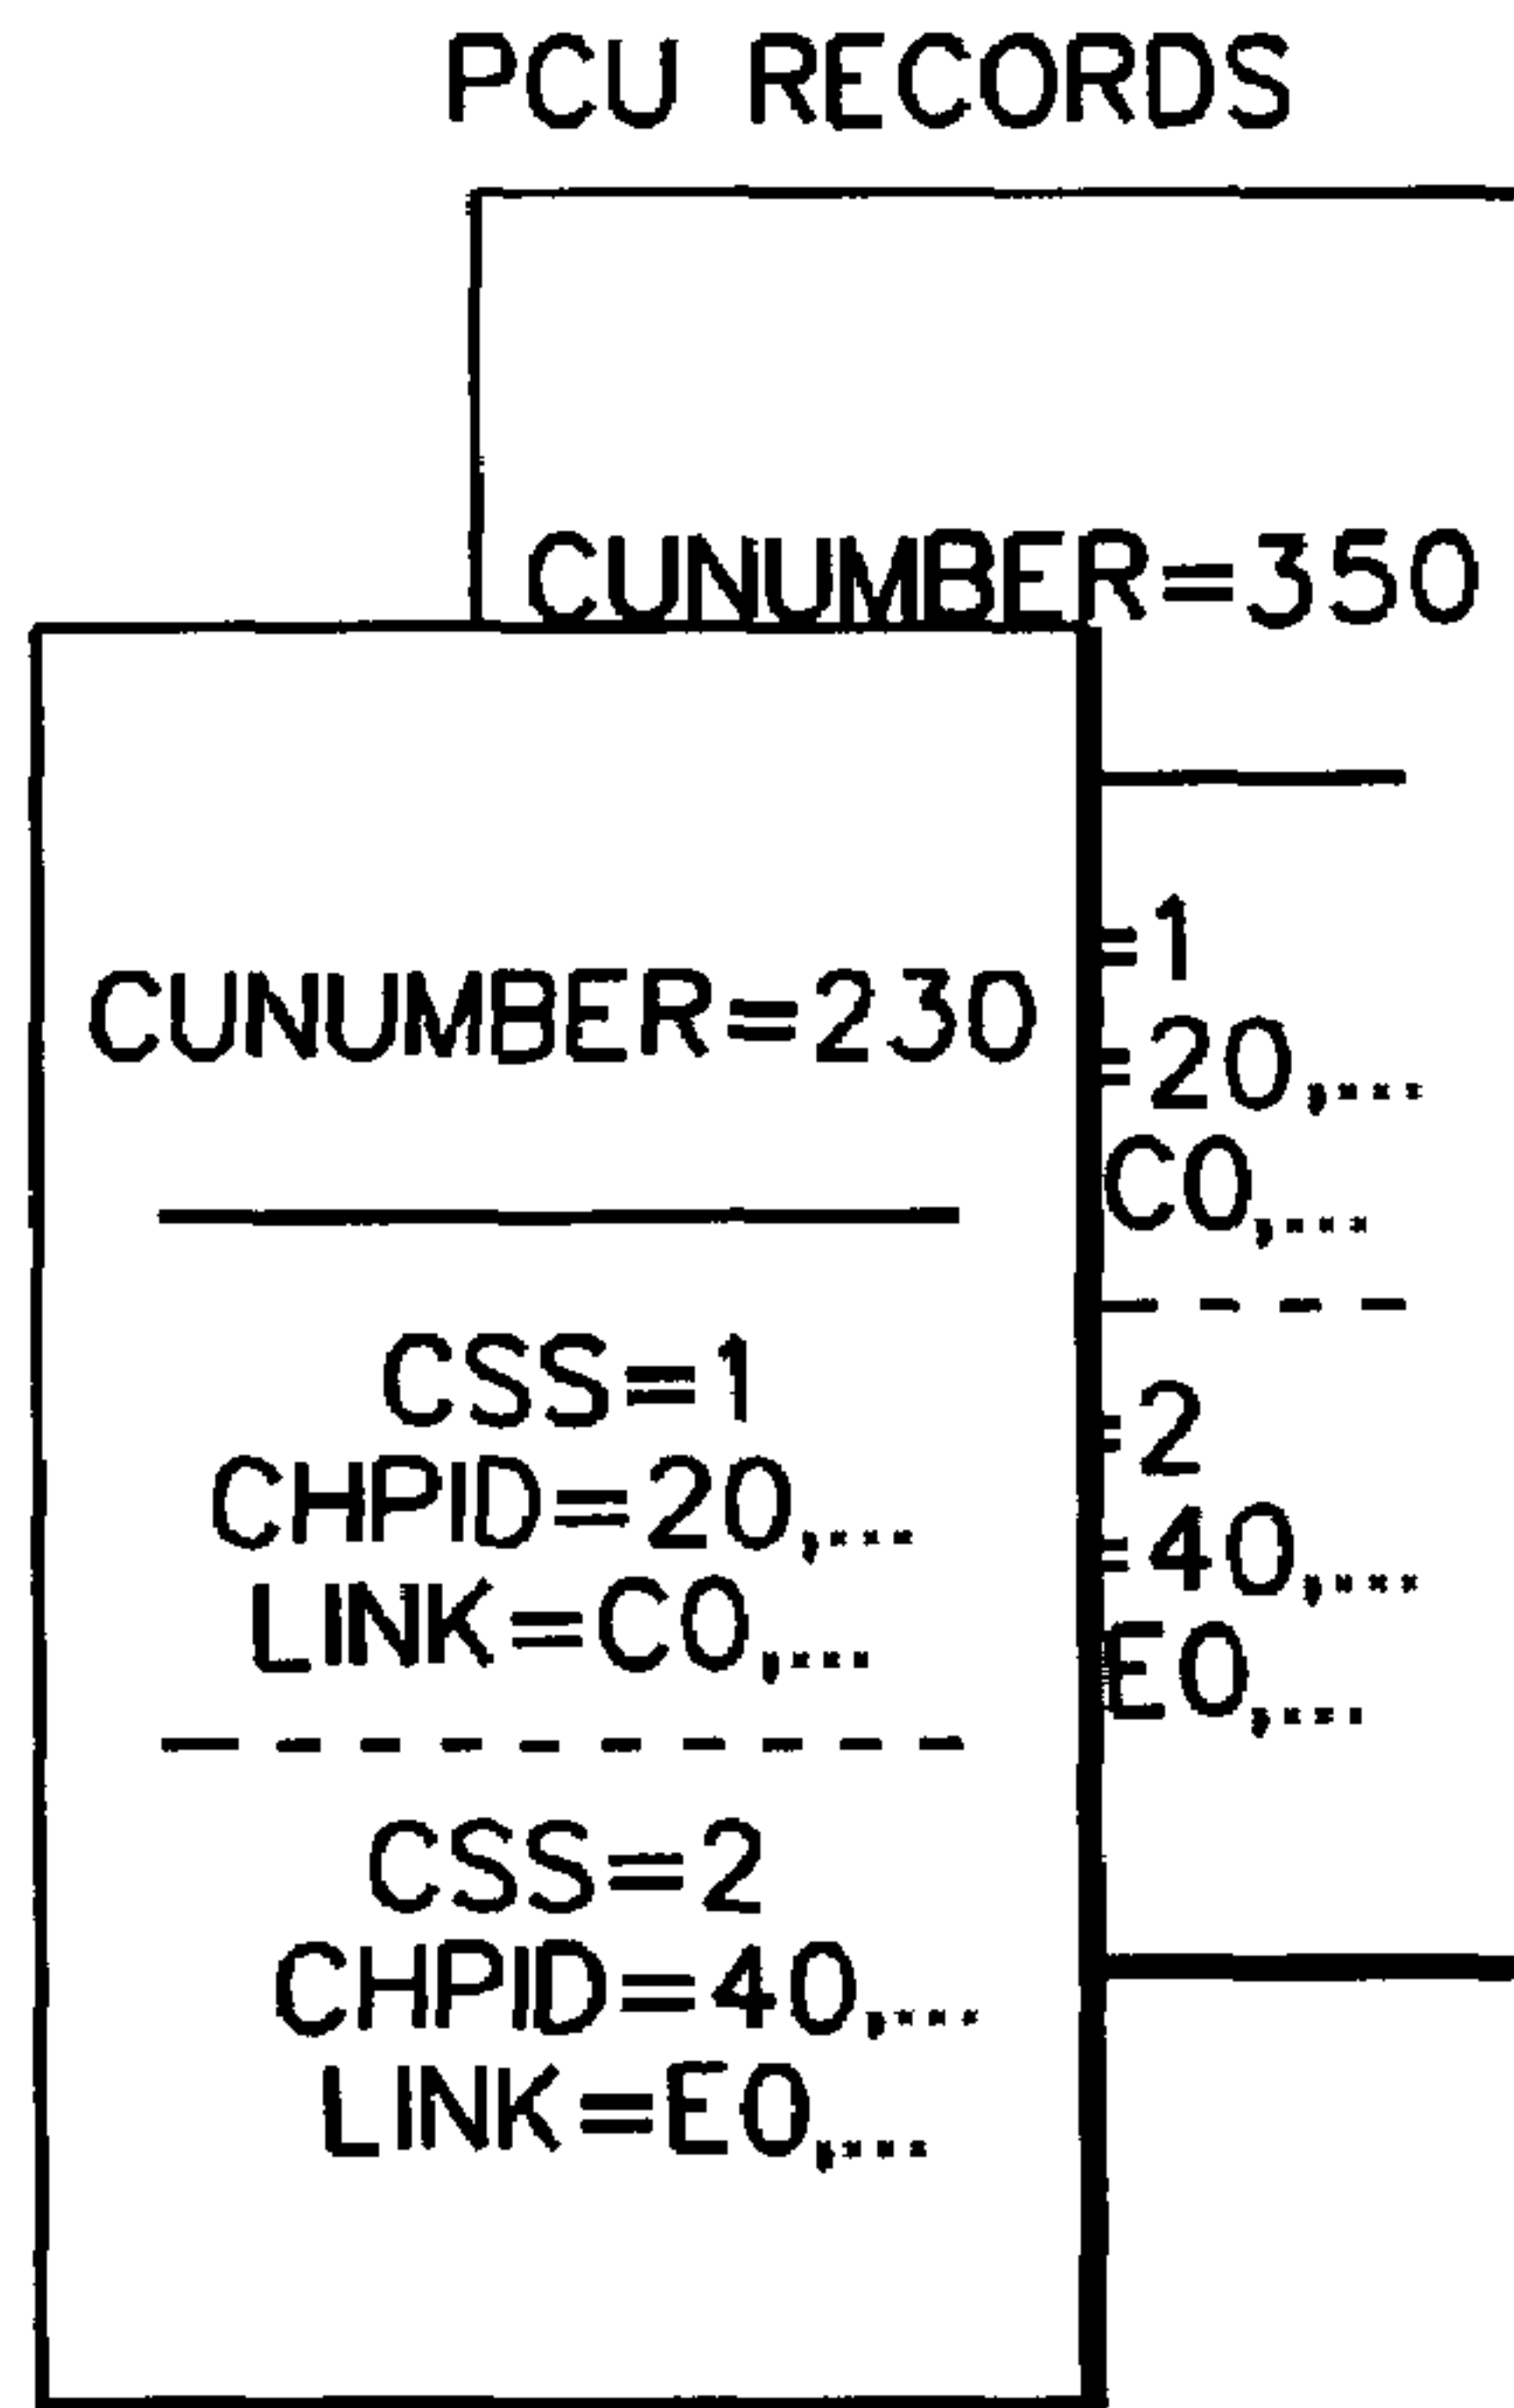 PCU RECORDS
CUNUMBER=350
=1
=20,...
C0,...
=2
=40,...
E0,...
CUNUMBER=230
CSS=1
CHPID=20,...
LINK=C0,...
CSS=2
CHPID=40,...
LINK=E0,...